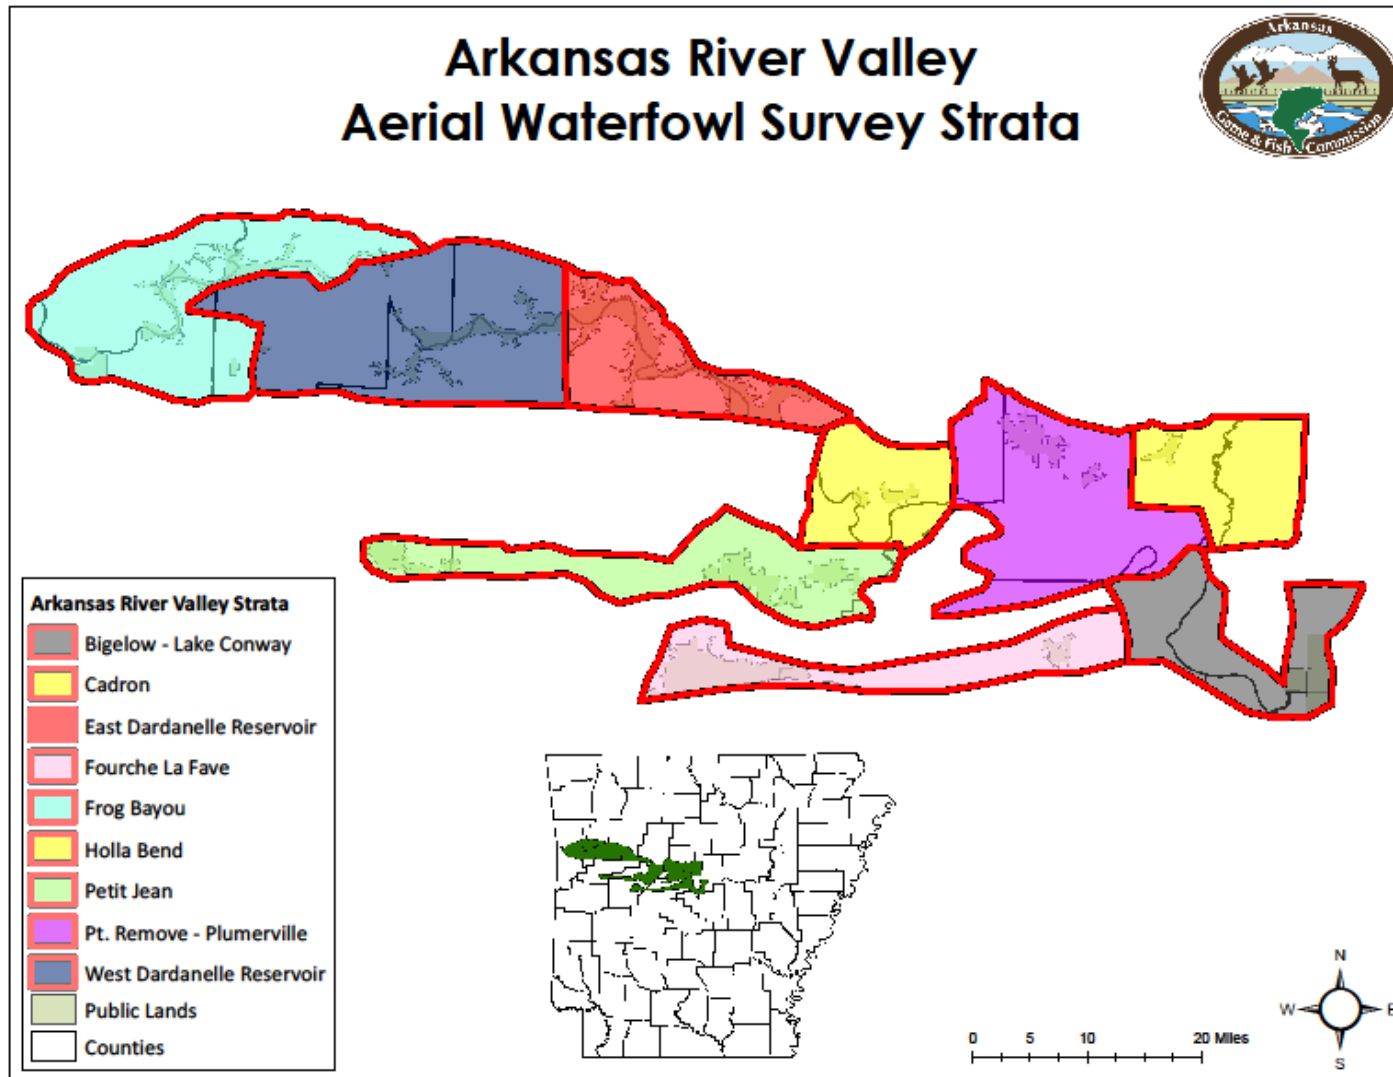 Arkansas River Valley
Aerial Waterfowl Survey Strata
Arkansas
Game & Fish Commission
Arkansas River Valley Strata
Bigelow - Lake Conway
Cadron
East Dardanelle Reservoir
Fourche La Fave
Frog Bayou
Holla Bend
Petit Jean
Pt. Remove - Plumerville
West Dardanelle Reservoir
Public Lands
Counties
N
W
E
S
0 5 10 20 Miles